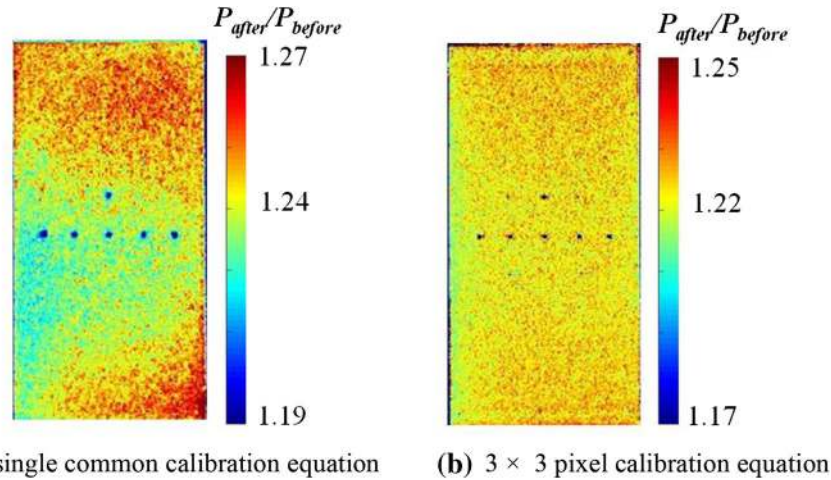 P_after/P_before
1.27
1.24
1.19
P_after/P_before
1.25
1.22
1.17
single common calibration equation
(b) 3 × 3 pixel calibration equation